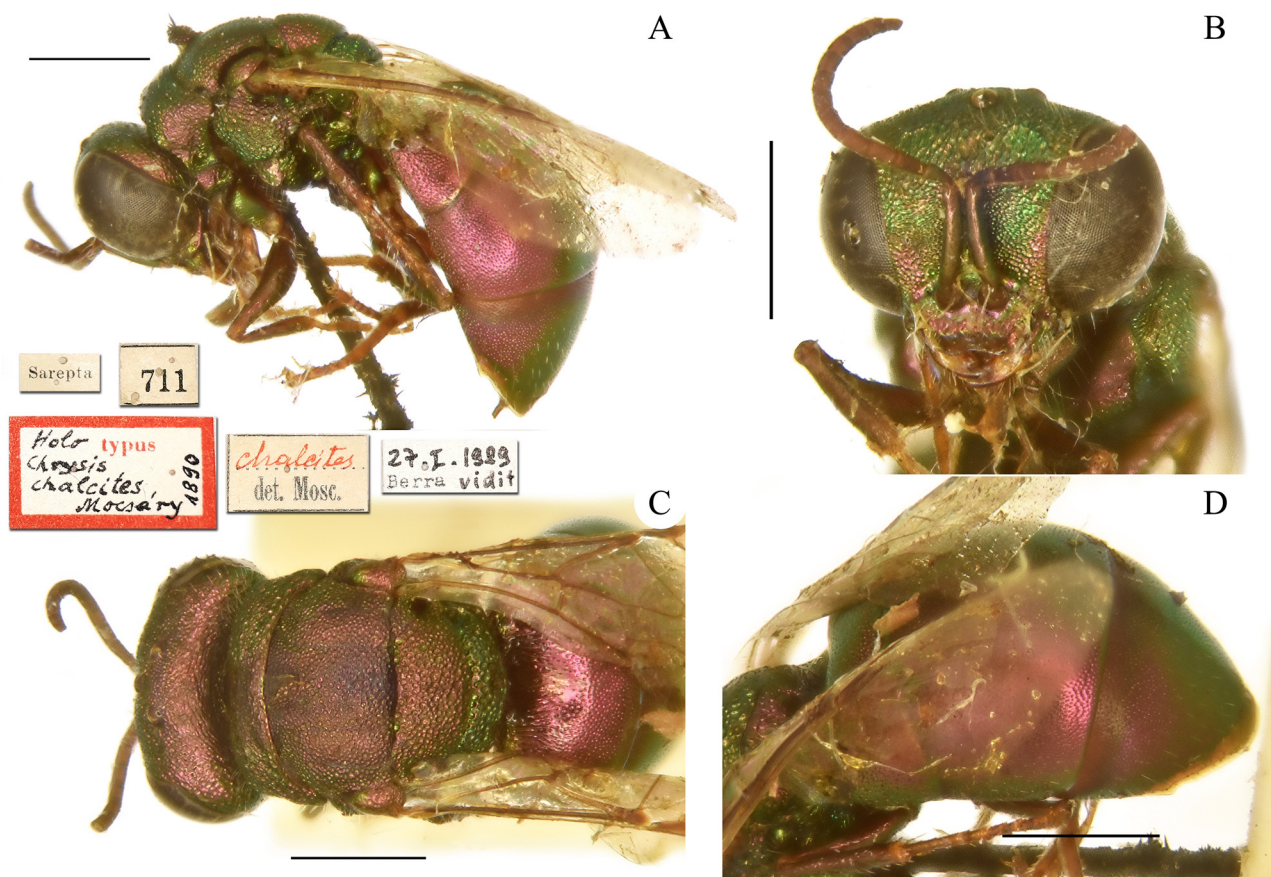 A
B
Sarepta
711
Holo typus
Chrysis
chalcites,
Mocsáry
1890
chalcites
det. Mosc.
27.I.1989
Berra vidit
C
D